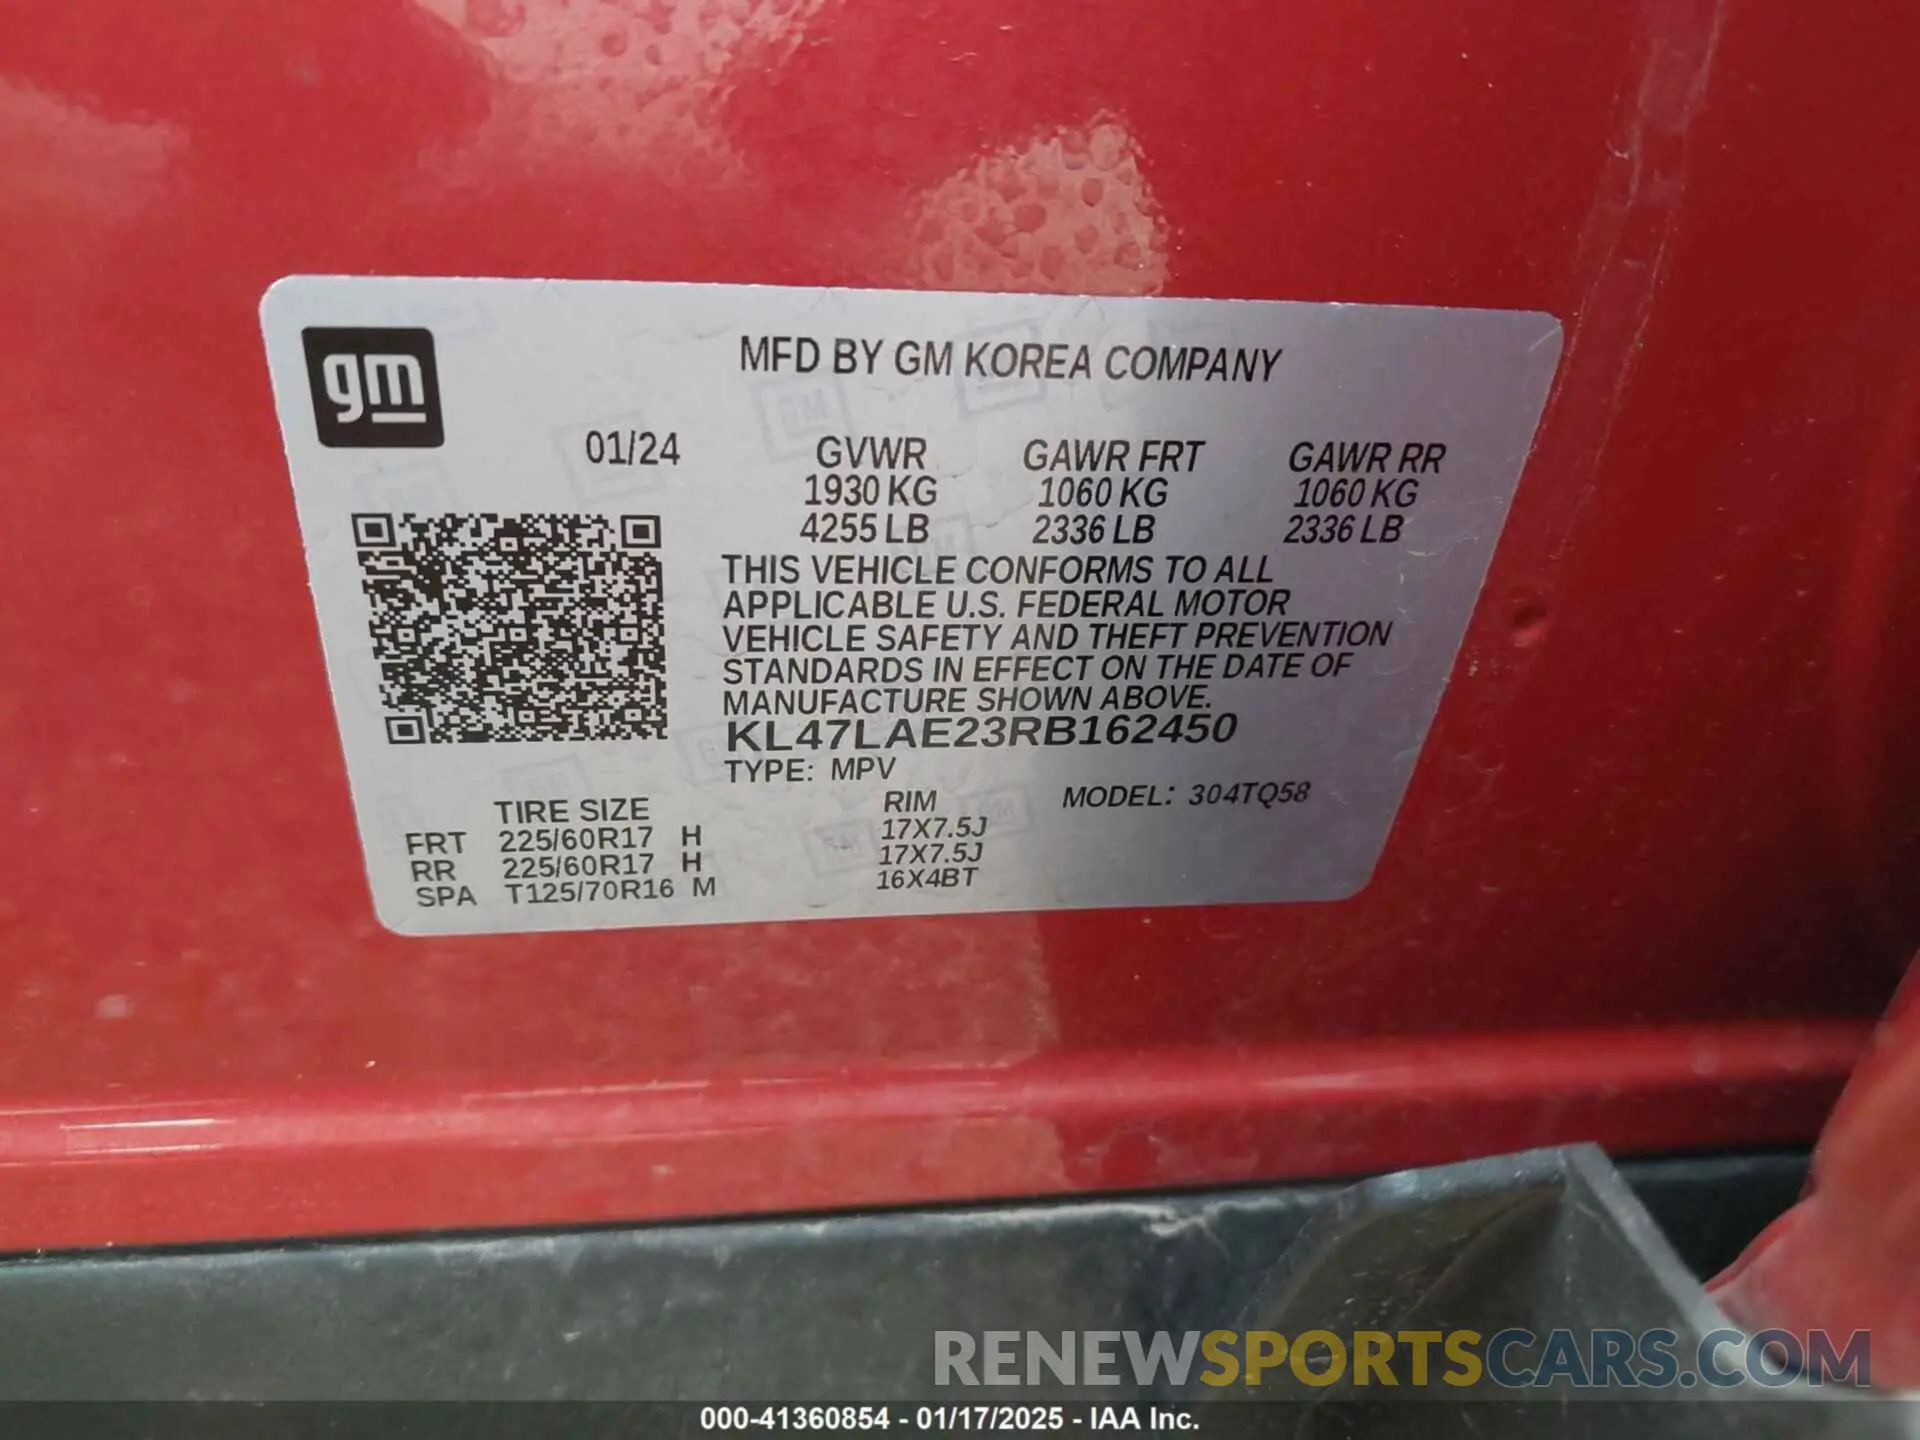 gm
MFD BY GM KOREA COMPANY
01/24 GVWR GAWR FRT GAWR RR
1930 KG 1060 KG 1060 KG
4255 LB 2336 LB 2336 LB
THIS VEHICLE CONFORMS TO ALL
APPLICABLE U.S. FEDERAL MOTOR
VEHICLE SAFETY AND THEFT PREVENTION
STANDARDS IN EFFECT ON THE DATE OF
MANUFACTURE SHOWN ABOVE.
KL47LAE23RB162450
TYPE: MPV
TIRE SIZE RIM MODEL: 304TQ58
FRT 225/60R17 H 17X7.5J
RR 225/60R17 H 17X7.5J
SPA T125/70R16 M 16X4BT
RENEWSPORTSCARS.COM
000-41360854 - 01/17/2025 - IAA Inc.